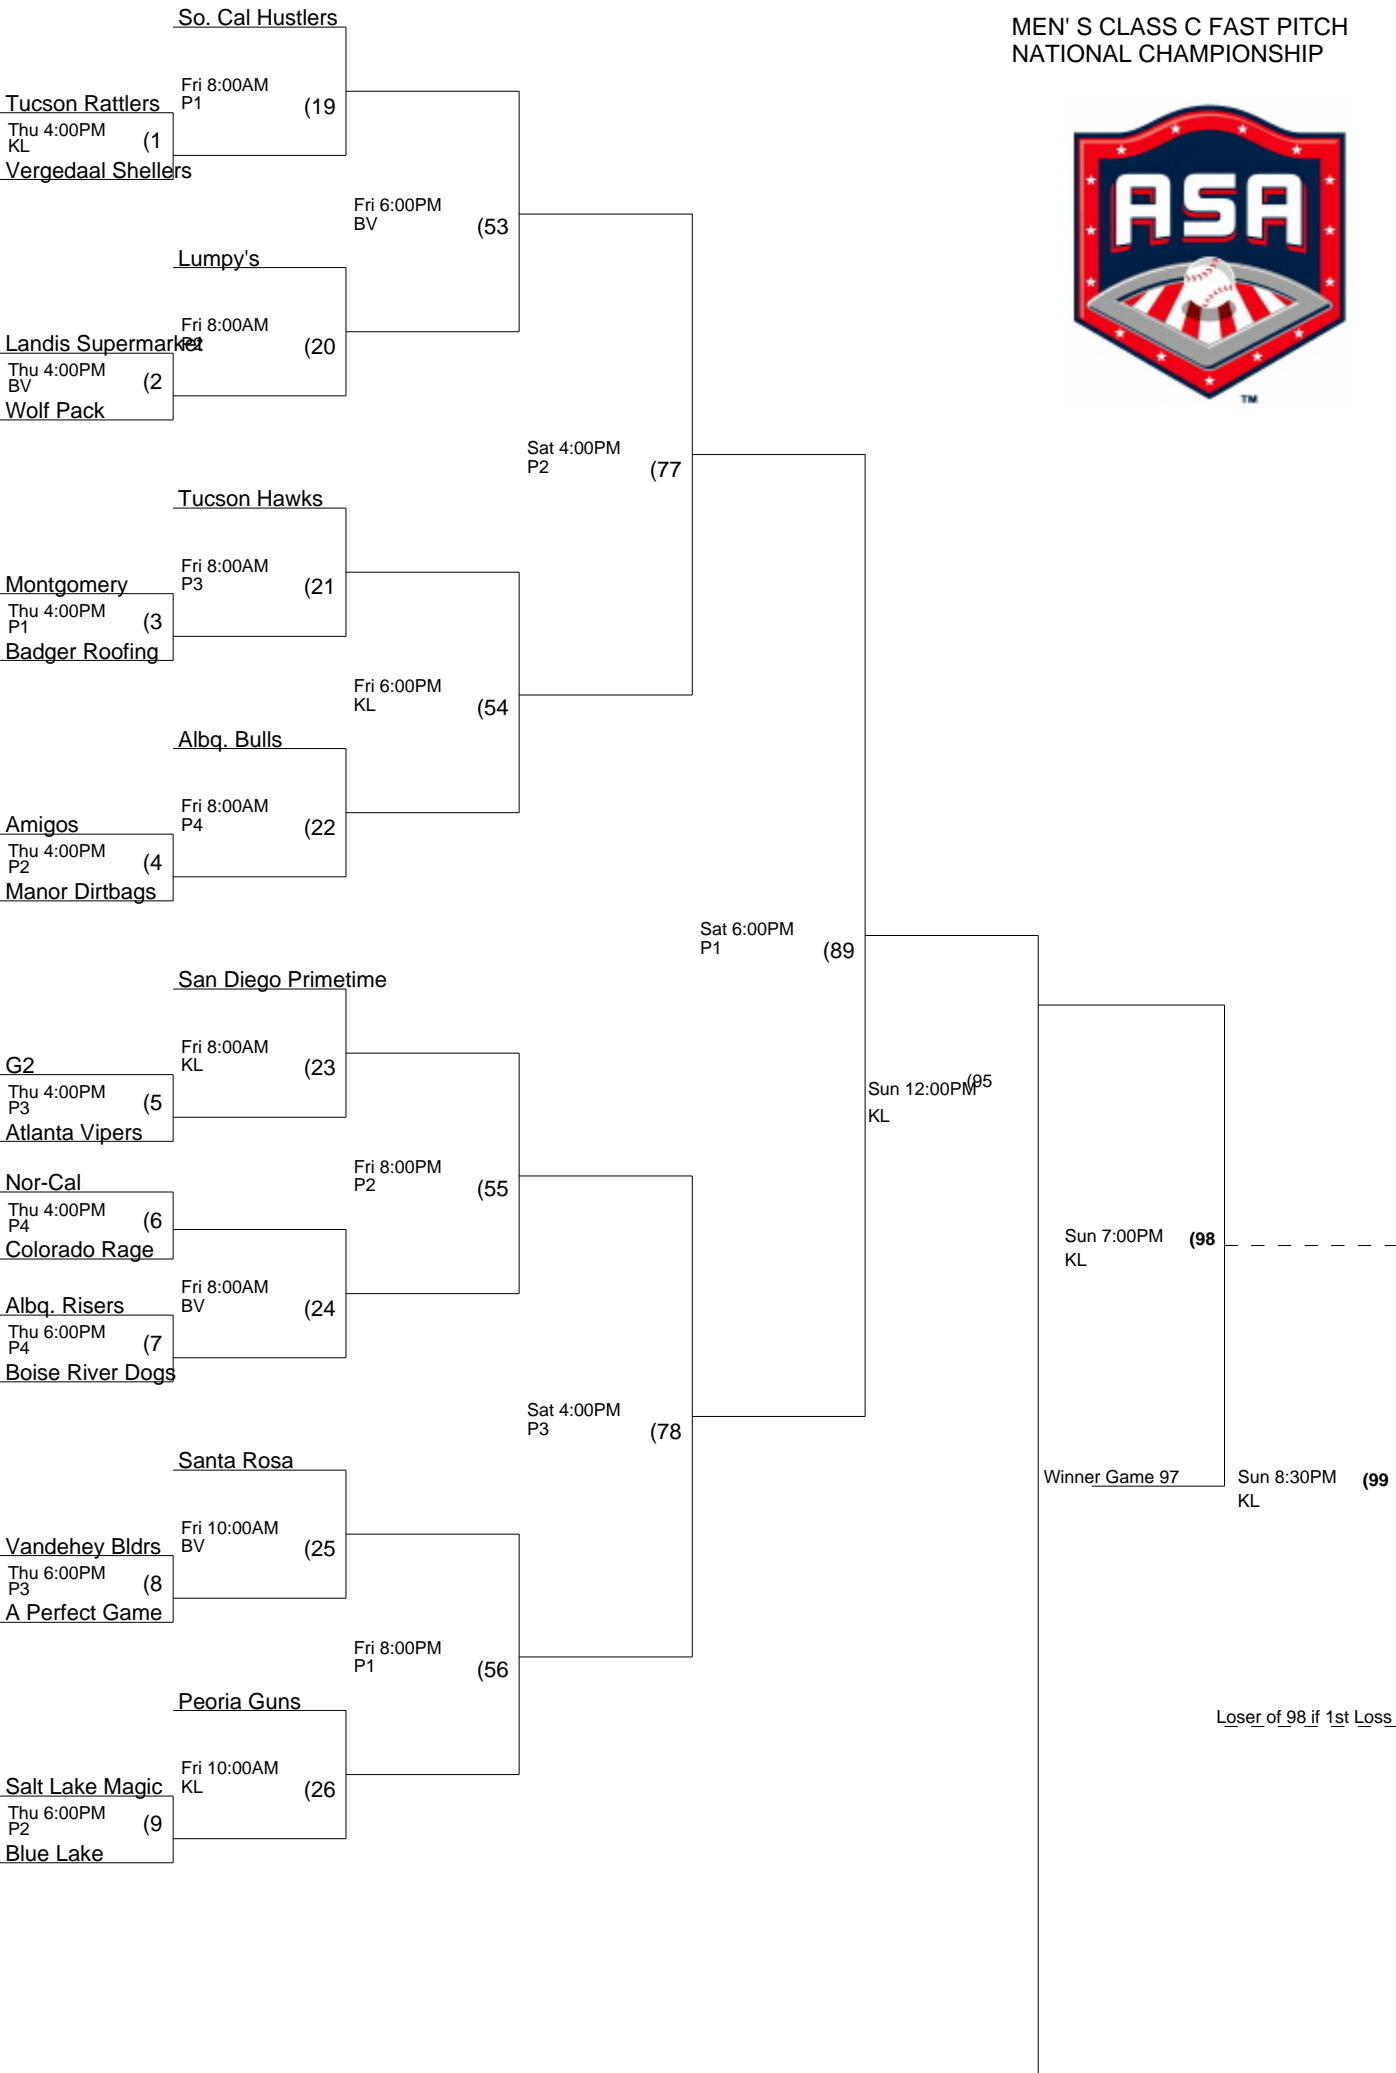 So. Cal Hustlers
MEN' S CLASS C FAST PITCH
NATIONAL CHAMPIONSHIP
ASA
TM
Fri 8:00AM
P1
(19
Tucson Rattlers
Thu 4:00PM
KL
(1
Vergedaal Shellers
Fri 6:00PM
BV
(53
Lumpy's
Fri 8:00AM
P2
(20
Landis Supermarket
Thu 4:00PM
BV
(2
Wolf Pack
Sat 4:00PM
P2
(77
Tucson Hawks
Fri 8:00AM
P3
(21
Montgomery
Thu 4:00PM
P1
(3
Badger Roofing
Fri 6:00PM
KL
(54
Albq. Bulls
Fri 8:00AM
P4
(22
Amigos
Thu 4:00PM
P2
(4
Manor Dirtbags
Sat 6:00PM
P1
(89
San Diego Primetime
Fri 8:00AM
KL
(23
G2
Thu 4:00PM
P3
(5
Atlanta Vipers
Sun 12:00PM
(95
KL
Nor-Cal
Thu 4:00PM
P4
(6
Colorado Rage
Fri 8:00PM
P2
(55
Sun 7:00PM
(98
KL
Fri 8:00AM
BV
(24
Albq. Risers
Thu 6:00PM
P4
(7
Boise River Dogs
Sat 4:00PM
P3
(78
Santa Rosa
Winner Game 97
Sun 8:30PM
(99
KL
Fri 10:00AM
BV
(25
Vandehey Bldrs
Thu 6:00PM
P3
(8
A Perfect Game
Fri 8:00PM
P1
(56
Peoria Guns
Loser of 98 if 1st Loss
Fri 10:00AM
KL
(26
Salt Lake Magic
Thu 6:00PM
P2
(9
Blue Lake